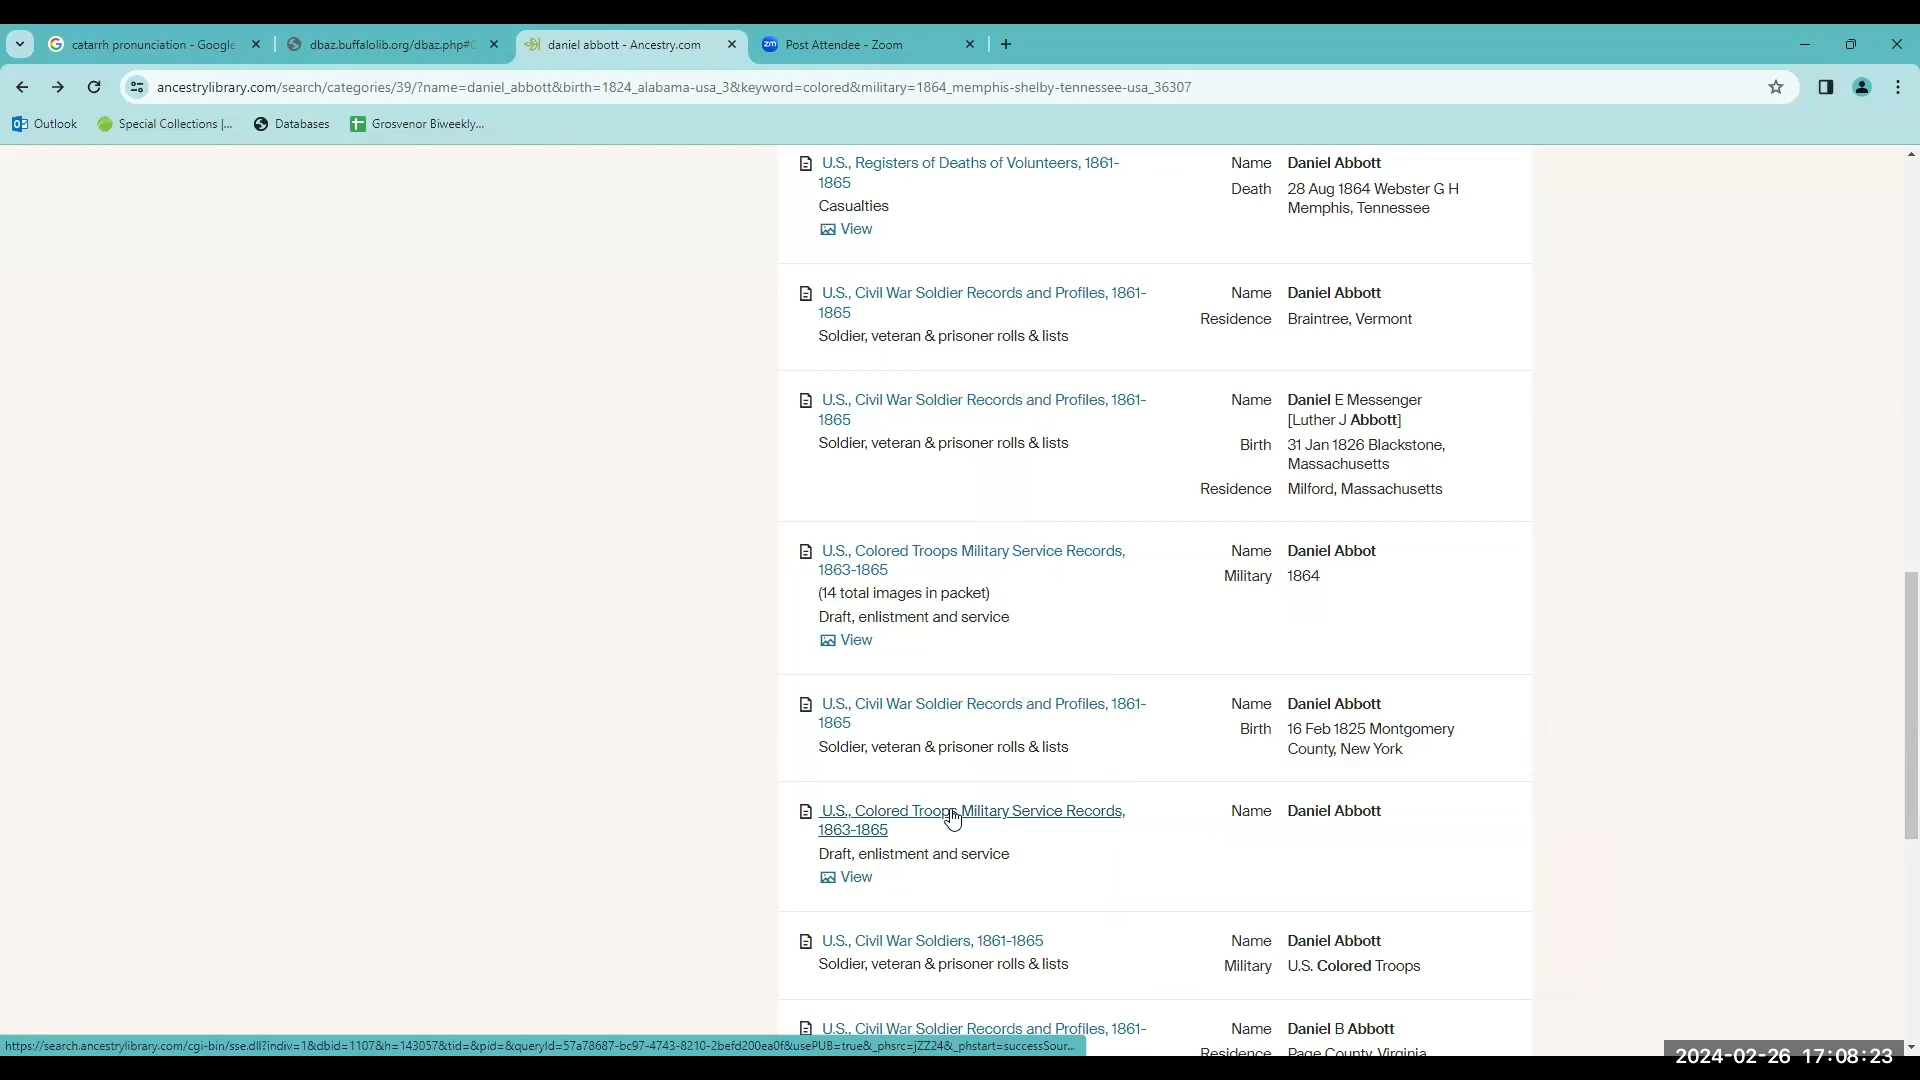 catarrh pronunciation - Google
dbaz.buffalolib.org/dbaz.php#
daniel abbott - Ancestry.com
zm Post Attendee - Zoom
ancestrylibrary.com/search/categories/39/?name=daniel_abbott&birth=1824_alabama-usa_3&keyword=colored&military=1864_memphis-shelby-tennessee-usa_36307
Outlook
Special Collections |...
Databases
Grosvenor Biweekly...
U.S., Registers of Deaths of Volunteers, 1861-
1865
Casualties
View
Name Daniel Abbott
Death 28 Aug 1864 Webster G H
Memphis, Tennessee
U.S., Civil War Soldier Records and Profiles, 1861-
1865
Soldier, veteran & prisoner rolls & lists
Name Daniel Abbott
Residence Braintree, Vermont
U.S., Civil War Soldier Records and Profiles, 1861-
1865
Soldier, veteran & prisoner rolls & lists
Name Daniel E Messenger
[Luther J Abbott]
Birth 31 Jan 1826 Blackstone,
Massachusetts
Residence Milford, Massachusetts
U.S., Colored Troops Military Service Records,
1863-1865
(14 total images in packet)
Draft, enlistment and service
View
Name Daniel Abbot
Military 1864
U.S., Civil War Soldier Records and Profiles, 1861-
1865
Soldier, veteran & prisoner rolls & lists
Name Daniel Abbott
Birth 16 Feb 1825 Montgomery
County, New York
U.S., Colored Troops Military Service Records,
1863-1865
Draft, enlistment and service
View
Name Daniel Abbott
U.S., Civil War Soldiers, 1861-1865
Soldier, veteran & prisoner rolls & lists
Name Daniel Abbott
Military U.S. Colored Troops
U.S., Civil War Soldier Records and Profiles, 1861-
Name Daniel B Abbott
Residence Page County, Virginia
https://search.ancestrylibrary.com/cgi-bin/sse.dll?indiv=1&dbid=1107&h=143057&tid=&pid=&queryId=57a78687-bc97-4743-8210-2befd200ea0f&usePUB=true&_phsrc=jZZ24&_phstart=successSour...
2024-02-26 17:08:23